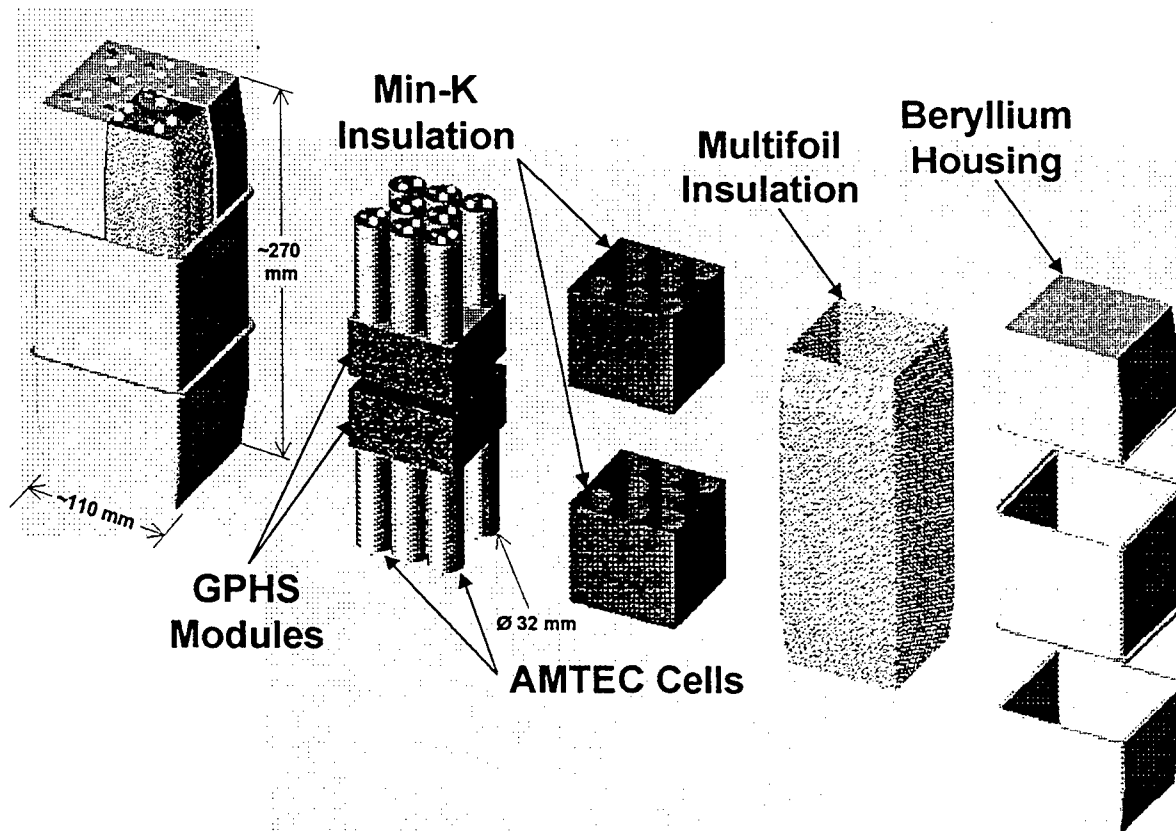 Min-K
Insulation
Multifoil
Insulation
Beryllium
Housing
~270
mm
~110 mm
GPHS
Modules
Ø 32 mm
AMTEC Cells